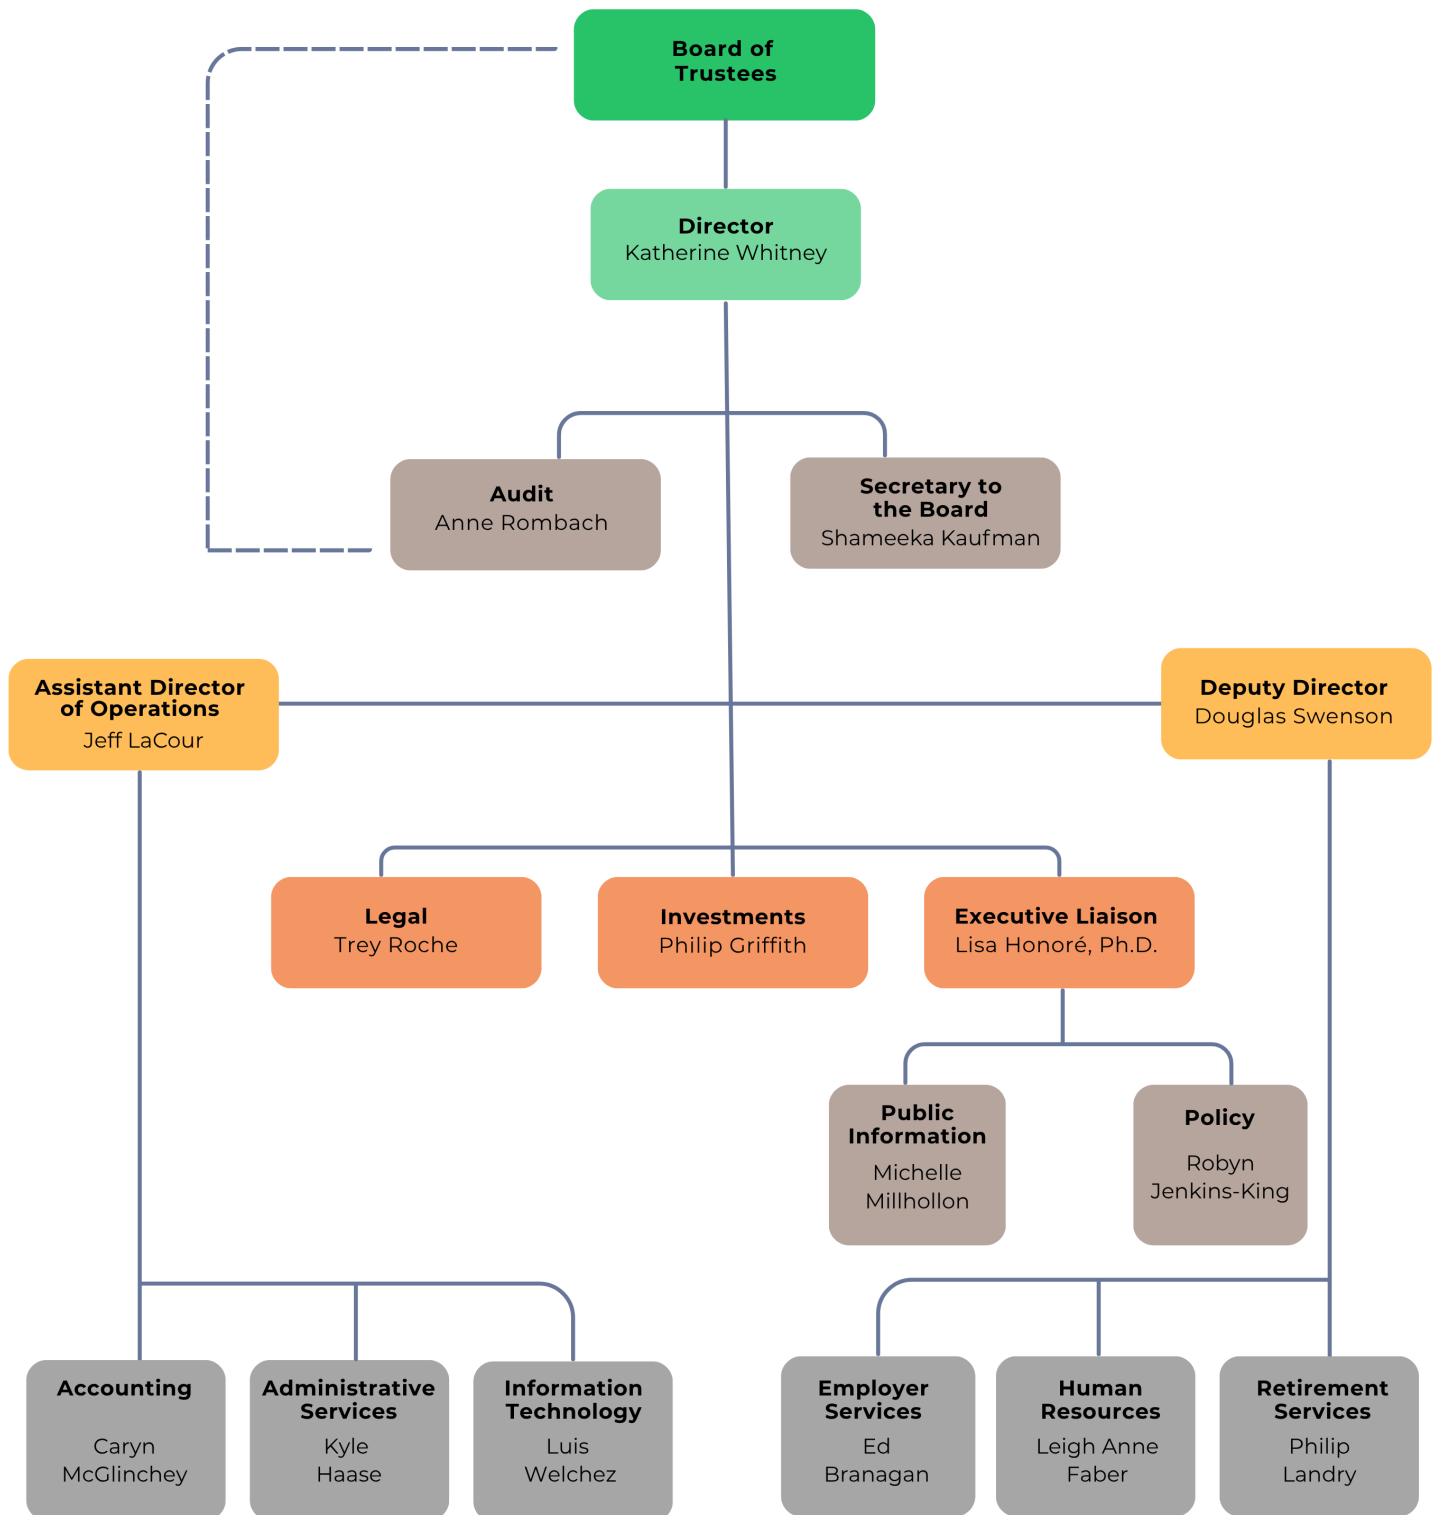 Board of
Trustees
Director
Katherine Whitney
Audit
Anne Rombach
Secretary to
the Board
Shameeka Kaufman
Assistant Director
of Operations
Jeff LaCour
Deputy Director
Douglas Swenson
Legal
Trey Roche
Investments
Philip Griffith
Executive Liaison
Lisa Honoré, Ph.D.
Public
Information
Michelle
Millhollon
Policy
Robyn
Jenkins-King
Accounting
Caryn
McGlinchey
Administrative
Services
Kyle
Haase
Information
Technology
Luis
Welchez
Employer
Services
Ed
Branagan
Human
Resources
Leigh Anne
Faber
Retirement
Services
Philip
Landry